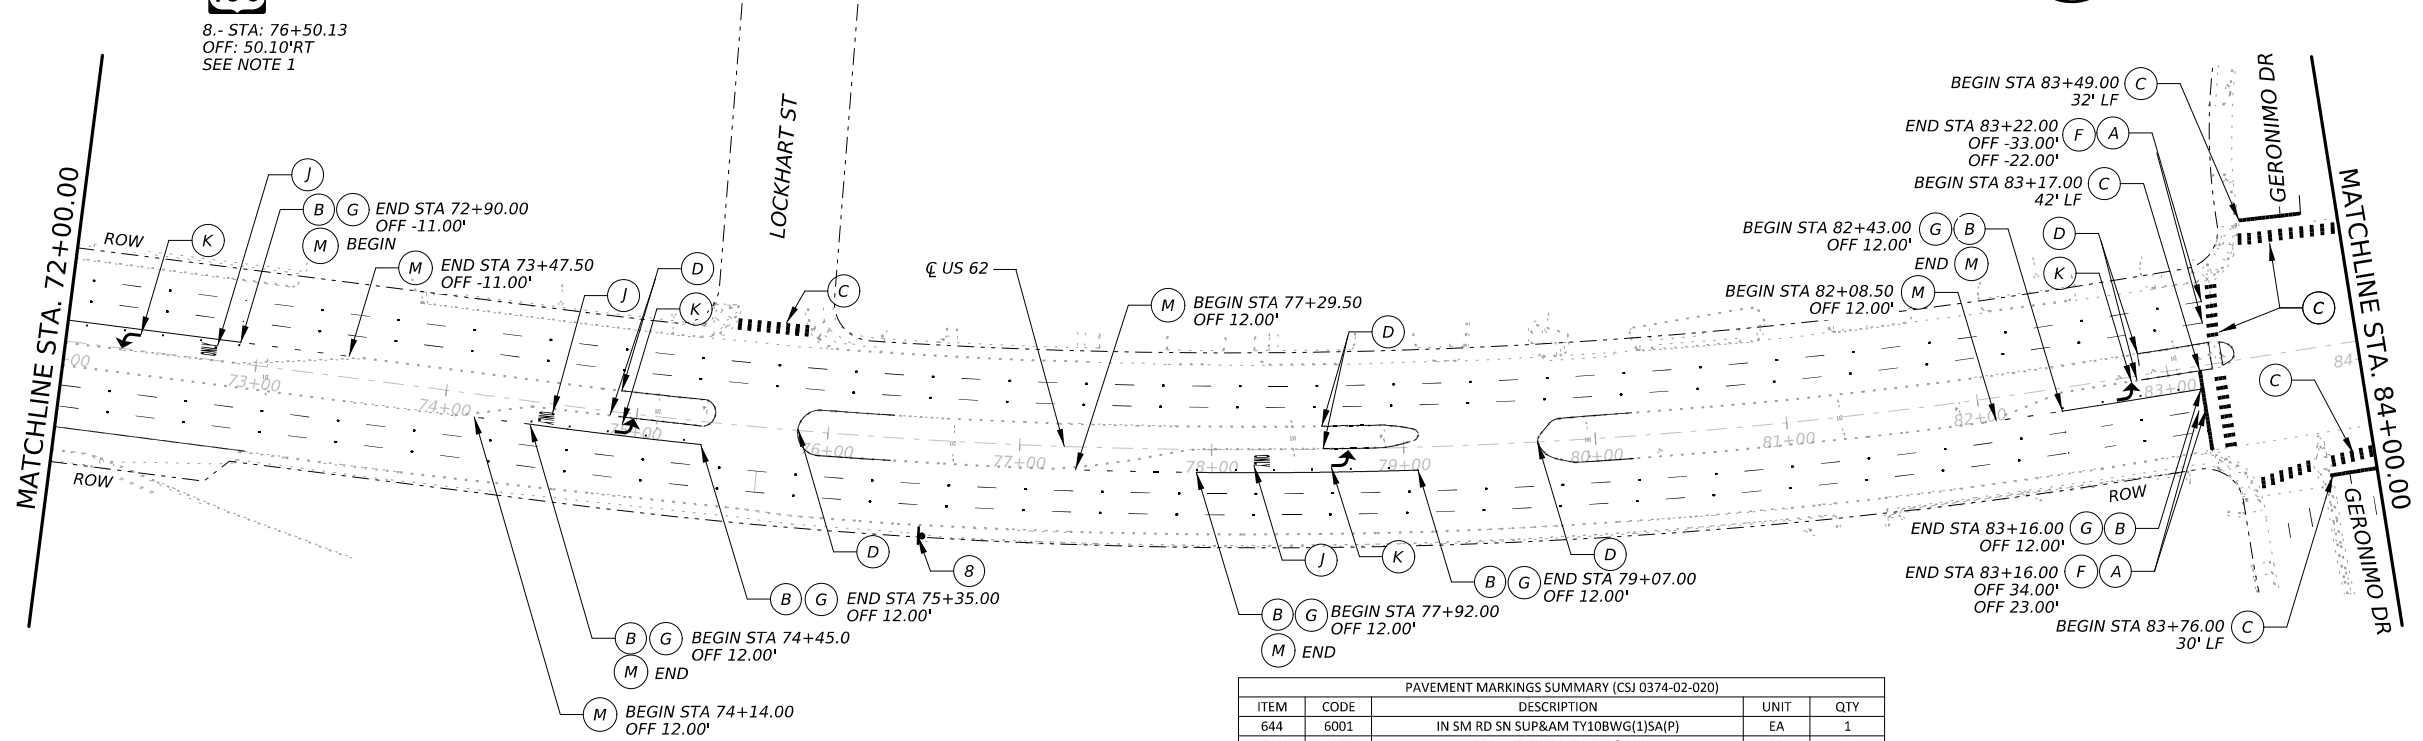 8.- STA: 76+50.13
OFF: 50.10'RT
SEE NOTE 1
MATCHLINE STA. 72+00.00
ROW
ROW
K
J
B G END STA 72+90.00
OFF -11.00'
M BEGIN
M END STA 73+47.50
OFF -11.00'
J
D
K
LOCKHART ST
C
℄ US 62
M BEGIN STA 77+29.50
OFF 12.00'
D
BEGIN STA 83+49.00 C
32' LF
END STA 83+22.00 F A
OFF -33.00'
OFF -22.00'
BEGIN STA 83+17.00 C
42' LF
BEGIN STA 82+43.00 G B
OFF 12.00'
END M
D
K
BEGIN STA 82+08.50 M
OFF 12.00'
GERONIMO DR
C
MATCHLINE STA. 84+00.00
C
73+00
74+00
76+00
77+00
78+00
79+00
80+00
81+00
82+00
83+00
84
ROW
GERONIMO DR
D
8
J
K
D
B G END STA 75+35.00
OFF 12.00'
B G BEGIN STA 74+45.0
OFF 12.00'
M END
M BEGIN STA 74+14.00
OFF 12.00'
B G END STA 79+07.00
OFF 12.00'
B G BEGIN STA 77+92.00
OFF 12.00'
M END
END STA 83+16.00 G B
OFF 12.00'
END STA 83+16.00 F A
OFF 34.00'
OFF 23.00'
BEGIN STA 83+76.00 C
30' LF
PAVEMENT MARKINGS SUMMARY (CSJ 0374-02-020)
ITEM CODE DESCRIPTION UNIT QTY
644 6001 IN SM RD SN SUP&AM TY10BWG(1)SA(P) EA 1